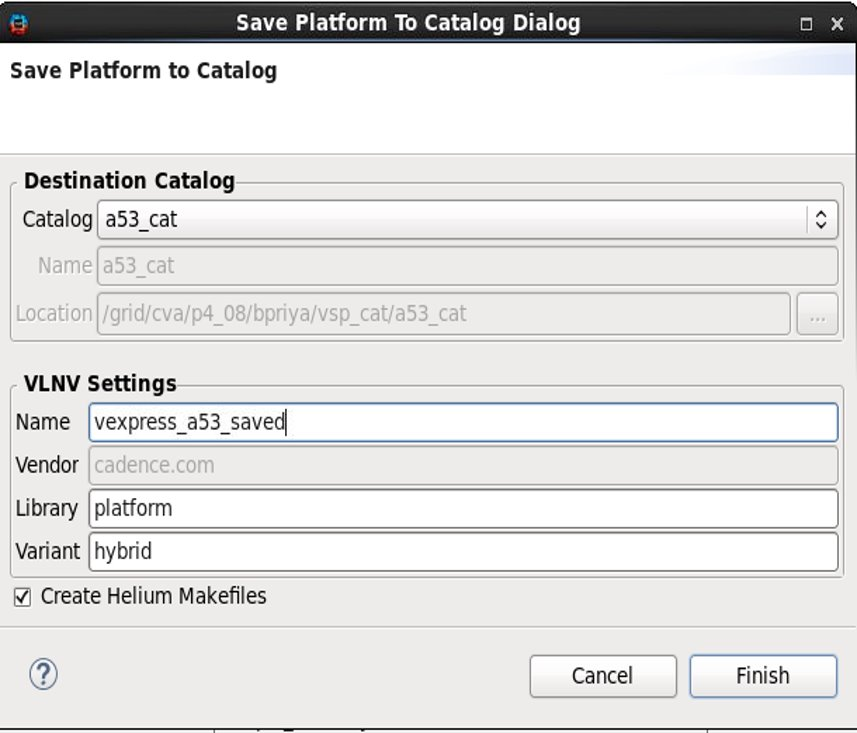 Save Platform To Catalog Dialog
Save Platform to Catalog
Destination Catalog
Catalog a53_cat
Name a53_cat
Location /grid/cva/p4_08/bpriya/vsp_cat/a53_cat ...
VLNV Settings
Name vexpress_a53_saved
Vendor cadence.com
Library platform
Variant hybrid
Create Helium Makefiles
? Cancel Finish